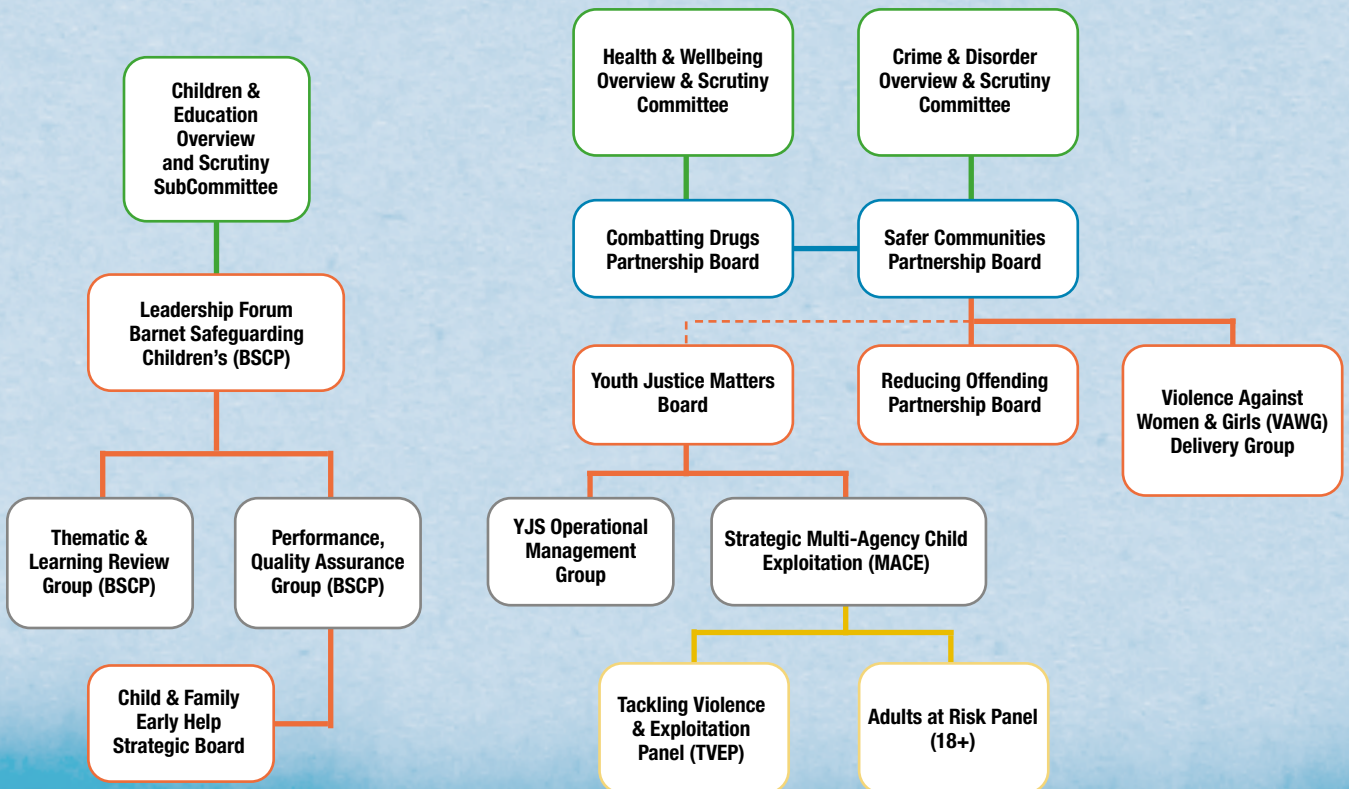 Children &
Education
Overview
and Scrutiny
SubCommittee
Health & Wellbeing
Overview & Scrutiny
Committee
Crime & Disorder
Overview & Scrutiny
Committee
Combatting Drugs
Partnership Board
Safer Communities
Partnership Board
Leadership Forum
Barnet Safeguarding
Children’s (BSCP)
Youth Justice Matters
Board
Reducing Offending
Partnership Board
Violence Against
Women & Girls (VAWG)
Delivery Group
Thematic &
Learning Review
Group (BSCP)
Performance,
Quality Assurance
Group (BSCP)
YJS Operational
Management
Group
Strategic Multi-Agency Child
Exploitation (MACE)
Child & Family
Early Help
Strategic Board
Tackling Violence
& Exploitation
Panel (TVEP)
Adults at Risk Panel
(18+)